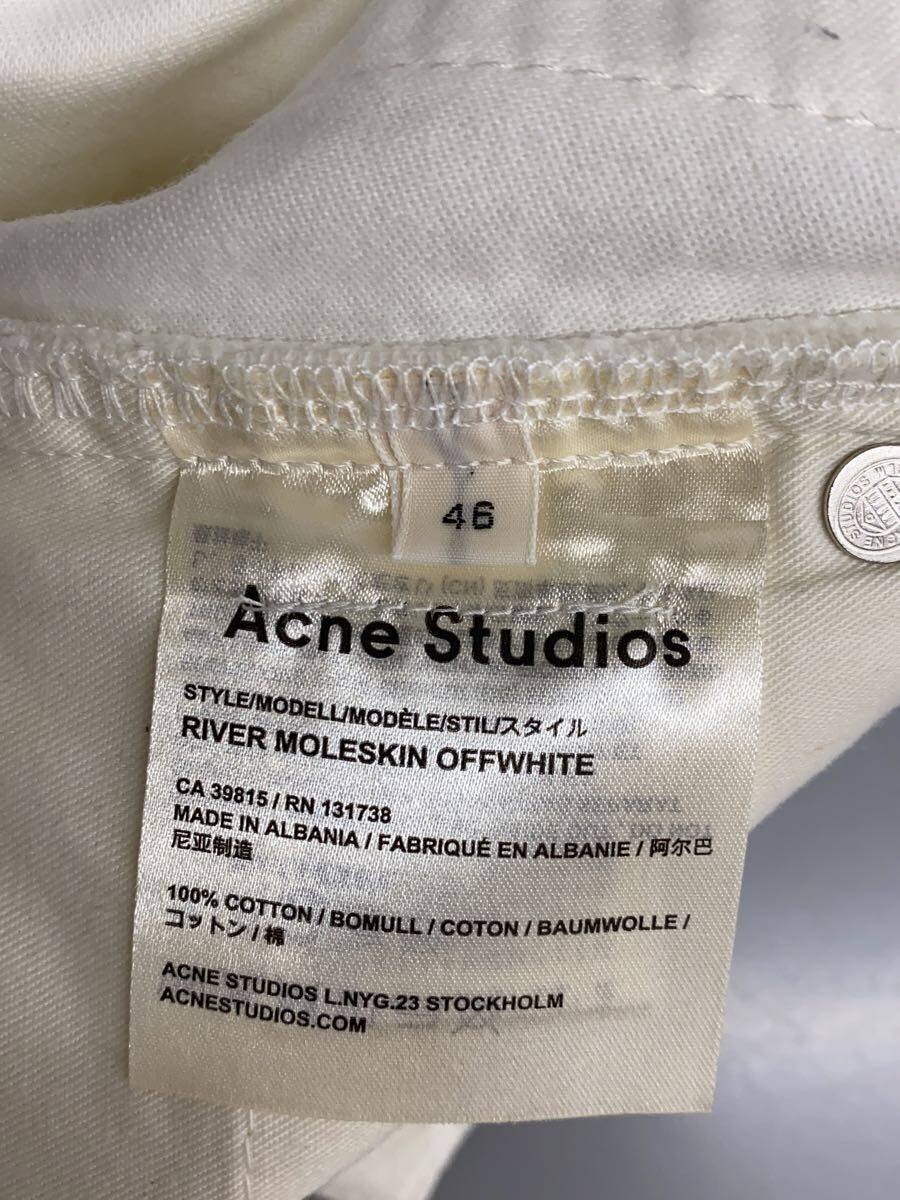 46
Acne Studios
STYLE/MODELL/MODÈLE/STIL/スタイル
RIVER MOLESKIN OFFWHITE
CA 39815 / RN 131738
MADE IN ALBANIA / FABRIQUÉ EN ALBANIE / 阿尔巴
尼亚制造
100% COTTON / BOMULL / COTON / BAUMWOLLE /
コットン / 棉
ACNE STUDIOS L.NYG.23 STOCKHOLM
ACNESTUDIOS.COM
STUDIOS